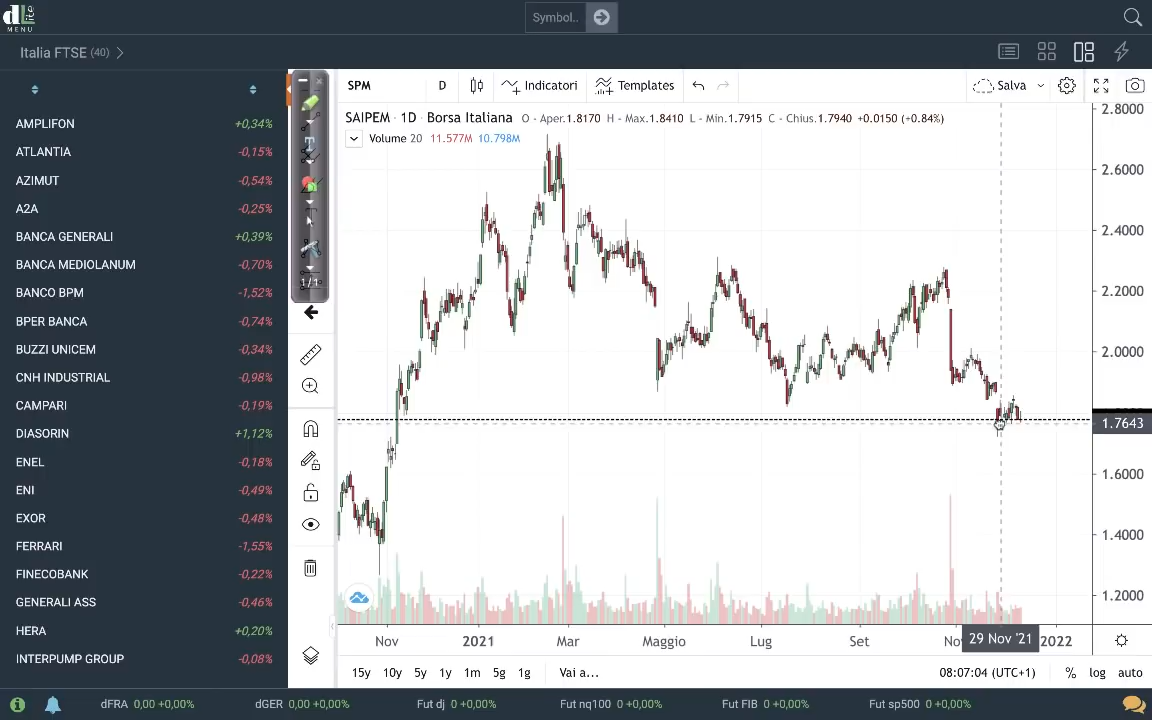 dLite
MENU
Symbol..
Italia FTSE (40)
AMPLIFON +0,34%
ATLANTIA -0,15%
AZIMUT -0,54%
A2A -0,25%
BANCA GENERALI +0,39%
BANCA MEDIOLANUM -0,70%
BANCO BPM -1,52%
BPER BANCA -0,74%
BUZZI UNICEM -0,34%
CNH INDUSTRIAL -0,98%
CAMPARI -0,19%
DIASORIN +1,12%
ENEL -0,18%
ENI -0,49%
EXOR -0,48%
FERRARI -1,55%
FINECOBANK -0,22%
GENERALI ASS -0,46%
HERA +0,20%
INTERPUMP GROUP -0,08%
1/1
SPM D Indicatori Templates Salva
SAIPEM · 1D · Borsa Italiana O - Aper.1.8170 H - Max.1.8410 L - Min.1.7915 C - Chius.1.7940 +0.0150 (+0.84%)
Volume 20 11.577M 10.798M
2.8000
2.6000
2.4000
2.2000
2.0000
1.7643
1.6000
1.4000
1.2000
Nov 2021 Mar Maggio Lug Set 29 Nov '21 2022
15y 10y 5y 1y 1m 5g 1g Vai a... 08:07:04 (UTC+1) % log auto
dFRA 0,00 +0,00% dGER 0,00 +0,00% Fut dj 0 +0,00% Fut nq100 0 +0,00% Fut FIB 0 +0,00% Fut sp500 0 +0,00%